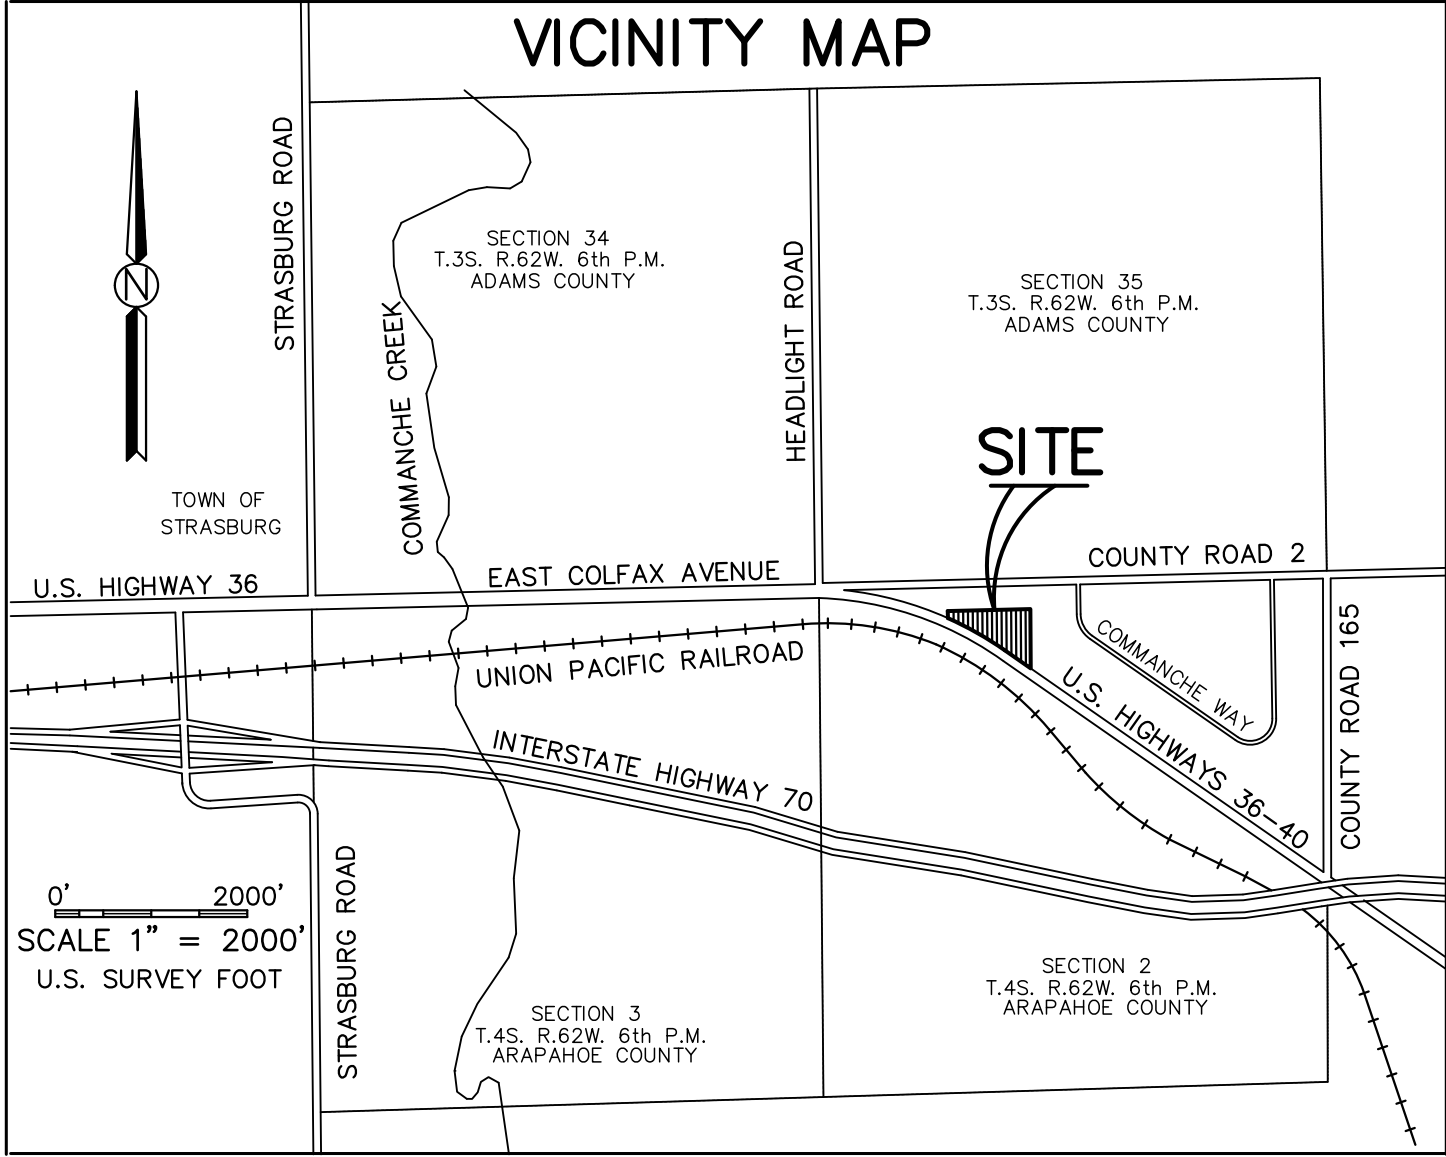 VICINITY MAP
STRASBURG ROAD
N
SECTION 34
T.3S. R.62W. 6th P.M.
ADAMS COUNTY
HEADLIGHT ROAD
SECTION 35
T.3S. R.62W. 6th P.M.
ADAMS COUNTY
COMMANCHE CREEK
SITE
TOWN OF
STRASBURG
U.S. HIGHWAY 36
EAST COLFAX AVENUE
COUNTY ROAD 2
UNION PACIFIC RAILROAD
COMMANCHE WAY
COUNTY ROAD 165
U.S. HIGHWAYS 36-40
INTERSTATE HIGHWAY 70
0' 2000'
SCALE 1" = 2000'
U.S. SURVEY FOOT
STRASBURG ROAD
SECTION 3
T.4S. R.62W. 6th P.M.
ARAPAHOE COUNTY
SECTION 2
T.4S. R.62W. 6th P.M.
ARAPAHOE COUNTY